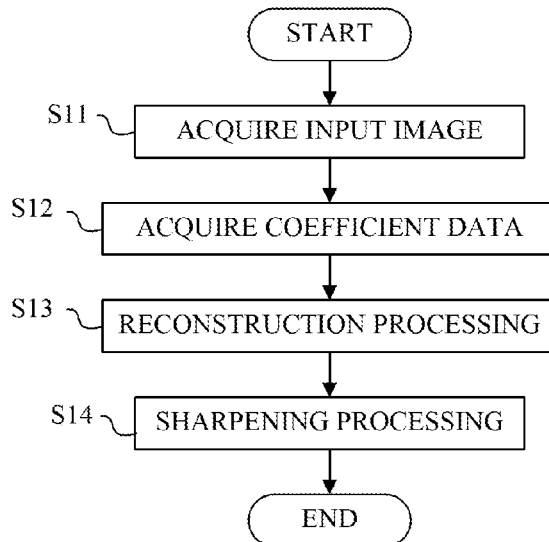 START
S11
ACQUIRE INPUT IMAGE
S12
ACQUIRE COEFFICIENT DATA
S13
RECONSTRUCTION PROCESSING
S14
SHARPENING PROCESSING
END